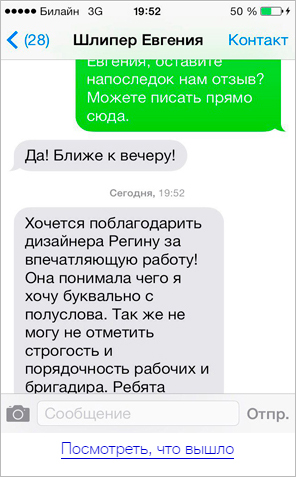 Билайн 3G 19:52 50 %
(28) Шлипер Евгения Контакт
Евгения, оставите
напоследок нам отзыв?
Можете писать прямо
сюда.
Да! Ближе к вечеру!
Сегодня, 19:52
Хочется поблагодарить
дизайнера Регину за
впечатляющую работу!
Она понимала чего я
хочу буквально с
полуслова. Так же не
могу не отметить
строгость и
порядочность рабочих и
бригадира. Ребята
Сообщение Отпр.
Посмотреть, что вышло